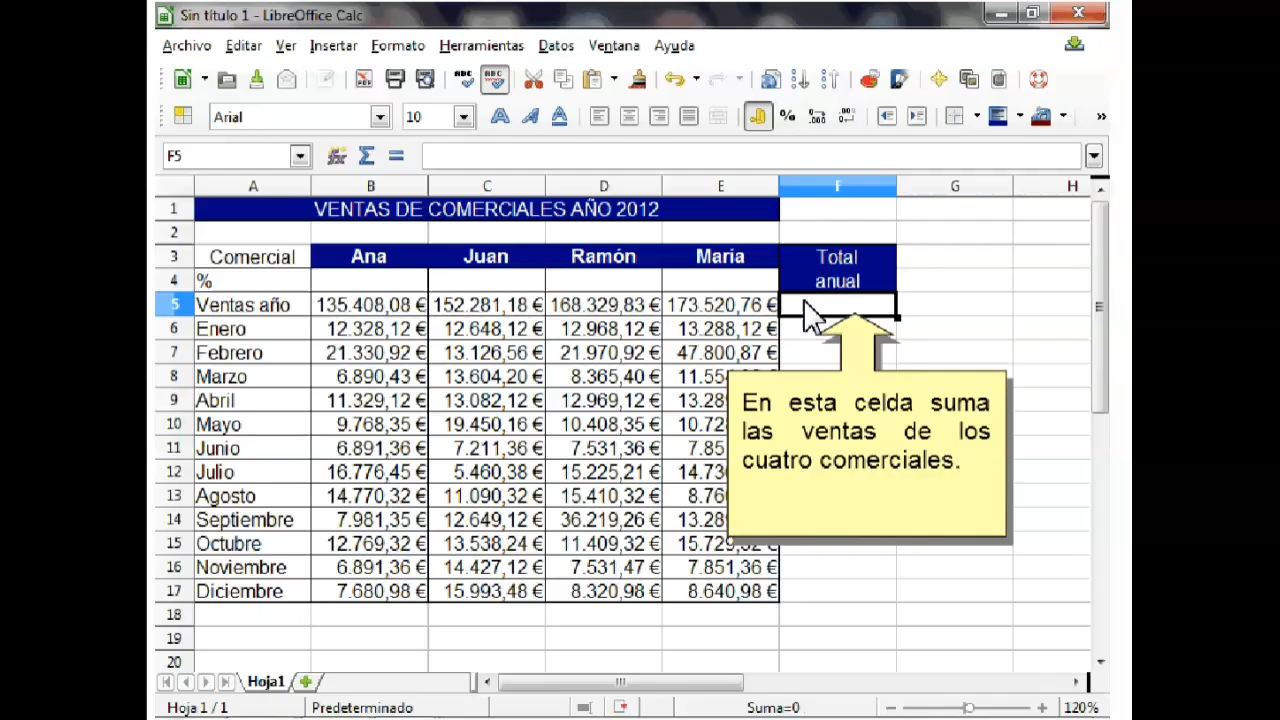 Sin título 1 - LibreOffice Calc
Archivo Editar Ver Insertar Formato Herramientas Datos Ventana Ayuda
Arial 10
F5
A B C D E F G H
1 VENTAS DE COMERCIALES AÑO 2012
2
3 Comercial Ana Juan Ramón Maria Total
4 % anual
5 Ventas año 135.408,08 € 152.281,18 € 168.329,83 € 173.520,76 €
6 Enero 12.328,12 € 12.648,12 € 12.968,12 € 13.288,12 €
7 Febrero 21.330,92 € 13.126,56 € 21.970,92 € 47.800,87 €
8 Marzo 6.890,43 € 13.604,20 € 8.365,40 €
9 Abril 11.329,12 € 13.082,12 € 12.969,12 €
10 Mayo 9.768,35 € 19.450,16 € 10.408,35 €
11 Junio 6.891,36 € 7.211,36 € 7.531,36 €
12 Julio 16.776,45 € 5.460,38 € 15.225,21 €
13 Agosto 14.770,32 € 11.090,32 € 15.410,32 €
14 Septiembre 7.981,35 € 12.649,12 € 36.219,26 €
15 Octubre 12.769,32 € 13.538,24 € 11.409,32 € 15.729,32 €
16 Noviembre 6.891,36 € 14.427,12 € 7.531,47 € 7.851,36 €
17 Diciembre 7.680,98 € 15.993,48 € 8.320,98 € 8.640,98 €
18
19
20
En esta celda suma
las ventas de los
cuatro comerciales.
Hoja1
Hoja 1 / 1 Predeterminado Suma=0 120%